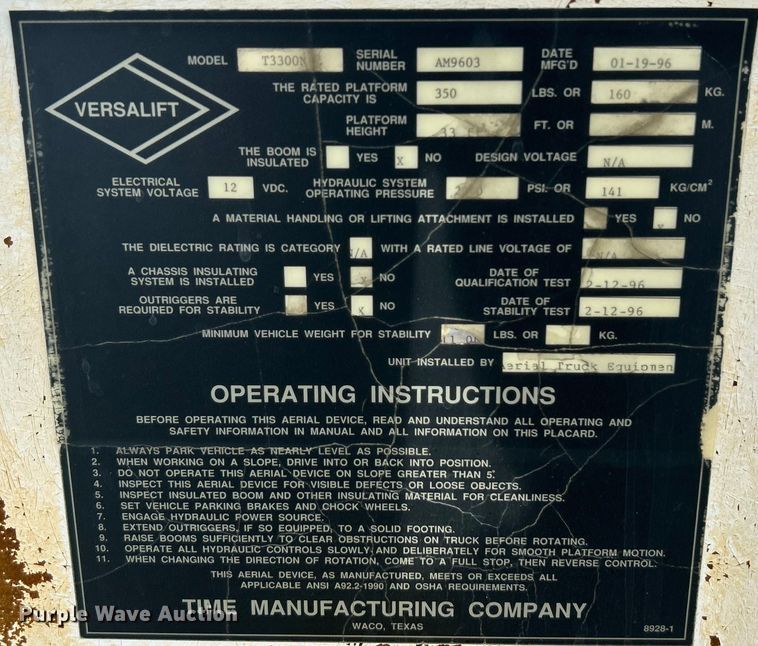 VERSALIFT
MODEL T3300N SERIAL NUMBER AM9603 DATE MFG'D 01-19-96
THE RATED PLATFORM CAPACITY IS 350 LBS. OR 160 KG.
PLATFORM HEIGHT 33 FT. OR M.
THE BOOM IS INSULATED YES X NO DESIGN VOLTAGE N/A
ELECTRICAL SYSTEM VOLTAGE 12 VDC. HYDRAULIC SYSTEM OPERATING PRESSURE PSI. OR 141 KG/CM²
A MATERIAL HANDLING OR LIFTING ATTACHMENT IS INSTALLED YES X NO
THE DIELECTRIC RATING IS CATEGORY N/A WITH A RATED LINE VOLTAGE OF N/A
A CHASSIS INSULATING SYSTEM IS INSTALLED YES X NO DATE OF QUALIFICATION TEST 2-12-96
OUTRIGGERS ARE REQUIRED FOR STABILITY YES X NO DATE OF STABILITY TEST 2-12-96
MINIMUM VEHICLE WEIGHT FOR STABILITY LBS. OR KG.
UNIT INSTALLED BY Aerial Truck Equipmen
OPERATING INSTRUCTIONS
BEFORE OPERATING THIS AERIAL DEVICE, READ AND UNDERSTAND ALL OPERATING AND
SAFETY INFORMATION IN MANUAL AND ALL INFORMATION ON THIS PLACARD.
1. ALWAYS PARK VEHICLE AS NEARLY LEVEL AS POSSIBLE.
2. WHEN WORKING ON A SLOPE, DRIVE INTO OR BACK INTO POSITION.
3. DO NOT OPERATE THIS AERIAL DEVICE ON SLOPE GREATER THAN 5°.
4. INSPECT THIS AERIAL DEVICE FOR VISIBLE DEFECTS OR LOOSE OBJECTS.
5. INSPECT INSULATED BOOM AND OTHER INSULATING MATERIAL FOR CLEANLINESS.
6. SET VEHICLE PARKING BRAKES AND CHOCK WHEELS.
7. ENGAGE HYDRAULIC POWER SOURCE.
8. EXTEND OUTRIGGERS, IF SO EQUIPPED, TO A SOLID FOOTING.
9. RAISE BOOMS SUFFICIENTLY TO CLEAR OBSTRUCTIONS ON TRUCK BEFORE ROTATING.
10. OPERATE ALL HYDRAULIC CONTROLS SLOWLY AND DELIBERATELY FOR SMOOTH PLATFORM MOTION.
11. WHEN CHANGING THE DIRECTION OF ROTATION, COME TO A FULL STOP, THEN REVERSE CONTROL.
THIS AERIAL DEVICE, AS MANUFACTURED, MEETS OR EXCEEDS ALL
APPLICABLE ANSI A92.2-1990 AND OSHA REQUIREMENTS.
TIME MANUFACTURING COMPANY
WACO, TEXAS
8928-1
Purple Wave Auction